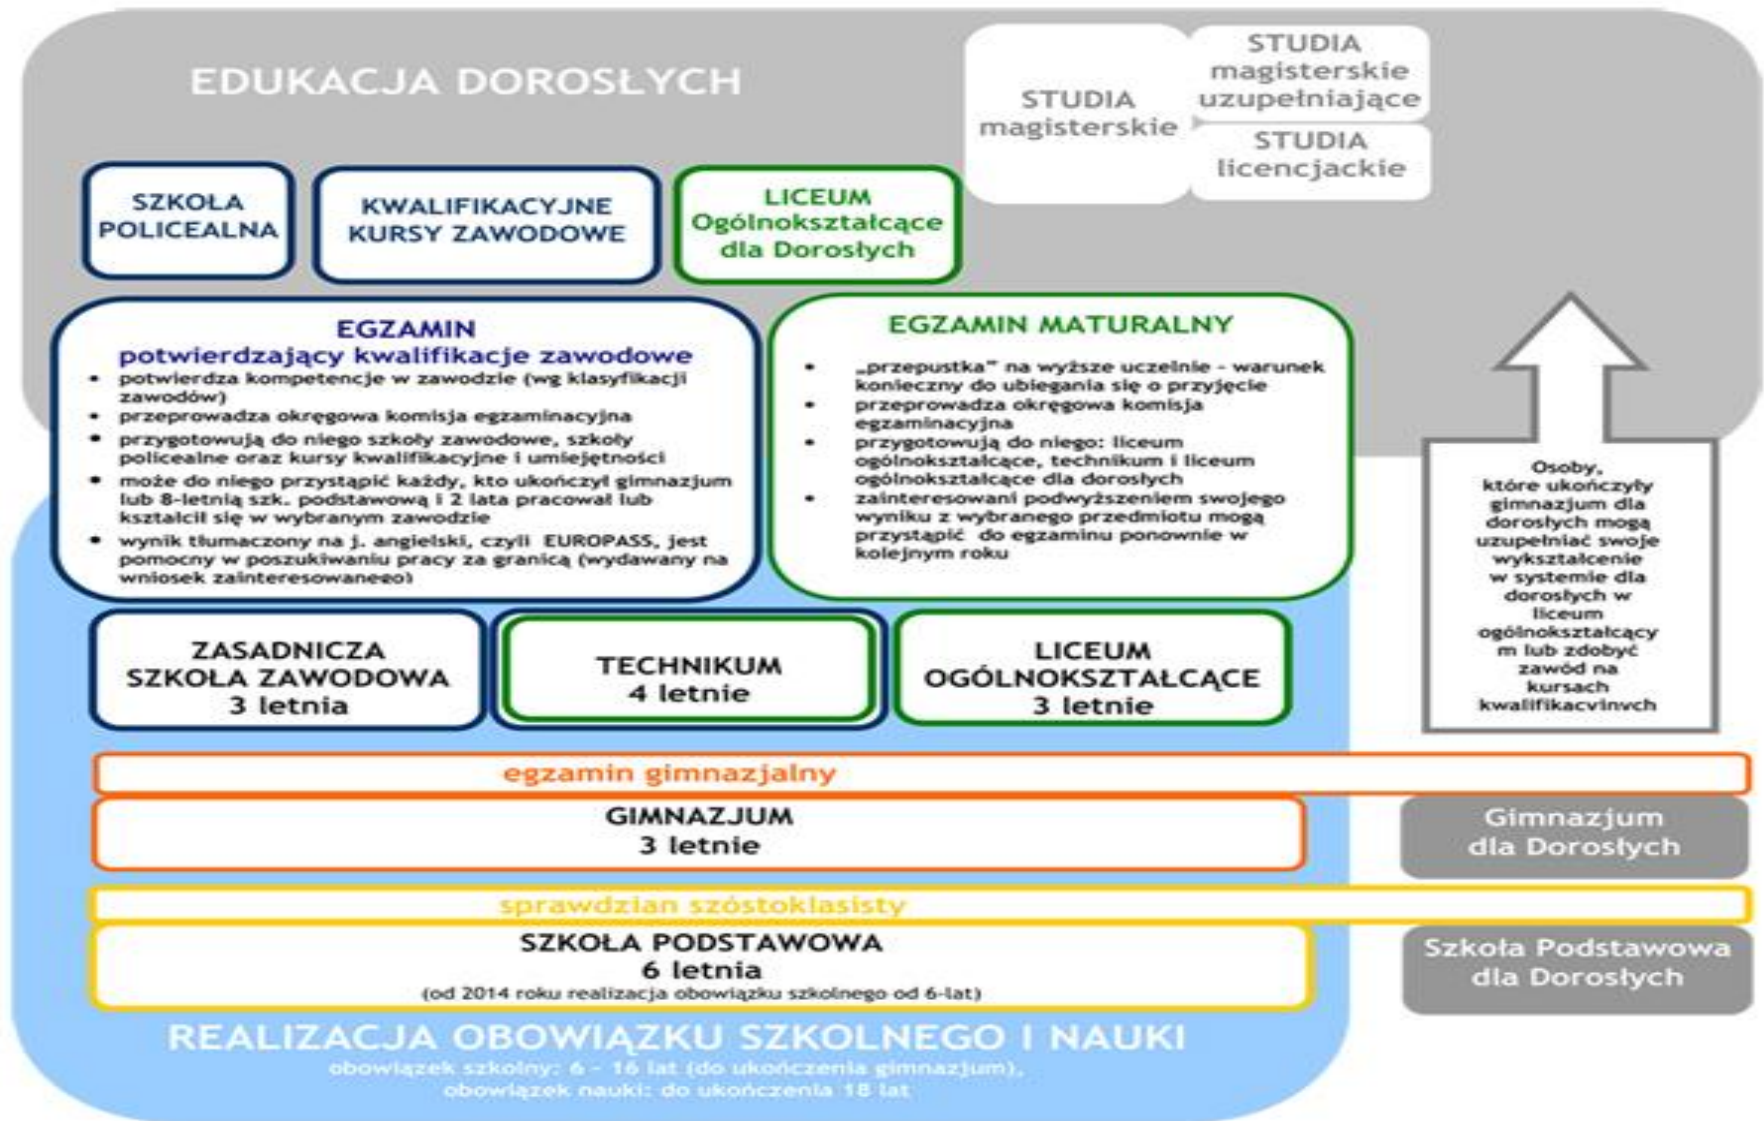 EDUKACJA DOROSŁYCH
STUDIA
magisterskie
STUDIA
magisterskie
uzupełniające
STUDIA
licencjackie
SZKOŁA
POLICEALNA
KWALIFIKACYJNE
KURSY ZAWODOWE
LICEUM
Ogólnokształcące
dla Dorosłych
EGZAMIN
potwierdzający kwalifikacje zawodowe
• potwierdza kompetencje w zawodzie (wg klasyfikacji
zawodów)
• przeprowadza okręgowa komisja egzaminacyjna
• przygotowują do niego szkoły zawodowe, szkoły
policealne oraz kursy kwalifikacyjne i umiejętności
• może do niego przystąpić każdy, kto ukończył gimnazjum
lub 8-letnią szk. podstawową i 2 lata pracował lub
kształcił się w wybranym zawodzie
• wynik tłumaczony na j. angielski, czyli EUROPASS, jest
pomocny w poszukiwaniu pracy za granicą (wydawany na
wniosek zainteresowanego)
EGZAMIN MATURALNY
• „przepustka” na wyższe uczelnie - warunek
konieczny do ubiegania się o przyjęcie
• przeprowadza okręgowa komisja
egzaminacyjna
• przygotowują do niego: liceum
ogólnokształcące, technikum i liceum
ogólnokształcące dla dorosłych
• zainteresowani podwyższeniem swojego
wyniku z wybranego przedmiotu mogą
przystąpić do egzaminu ponownie w
kolejnym roku
Osoby,
które ukończyły
gimnazjum dla
dorosłych mogą
uzupełniać swoje
wykształcenie
w systemie dla
dorosłych w
liceum
ogólnokształcący
m lub zdobyć
zawód na
kursach
kwalifikacyjnych
ZASADNICZA
SZKOŁA ZAWODOWA
3 letnia
TECHNIKUM
4 letnie
LICEUM
OGÓLNOKSZTAŁCĄCE
3 letnie
egzamin gimnazjalny
GIMNAZJUM
3 letnie
Gimnazjum
dla Dorosłych
sprawdzian szóstoklasisty
SZKOŁA PODSTAWOWA
6 letnia
(od 2014 roku realizacja obowiązku szkolnego od 6-lat)
Szkoła Podstawowa
dla Dorosłych
REALIZACJA OBOWIĄZKU SZKOLNEGO I NAUKI
obowiązek szkolny: 6 - 16 lat (do ukończenia gimnazjum),
obowiązek nauki: do ukończenia 18 lat